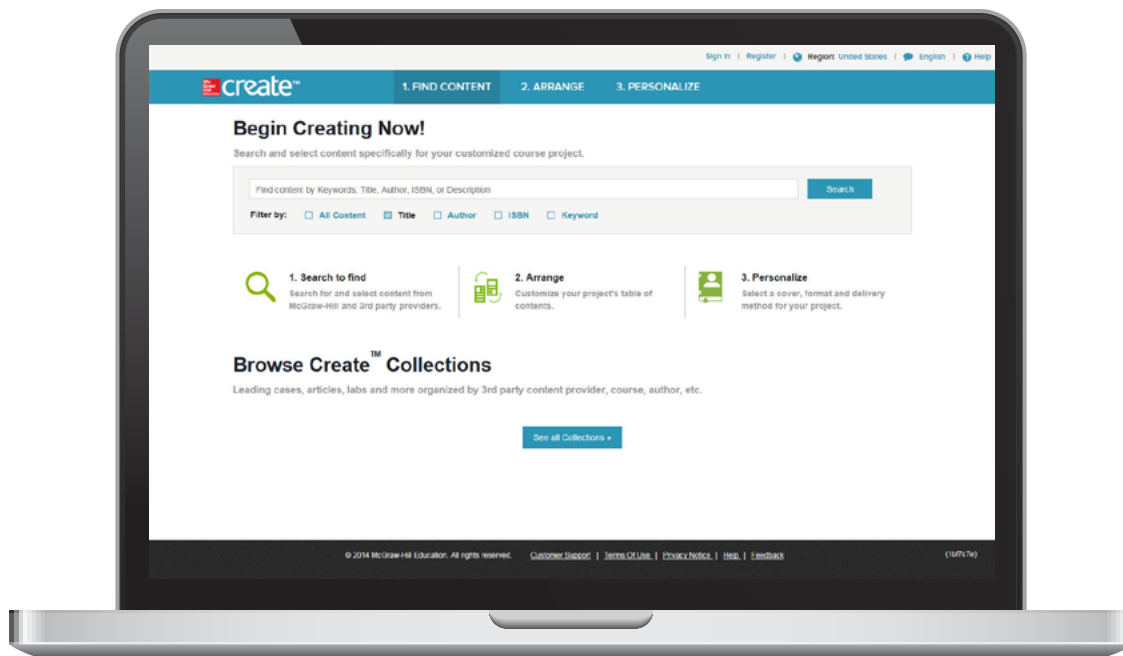 Sign in | Register | Region: United States | English | Help
Mc
Graw
Hill
create™
1. FIND CONTENT 2. ARRANGE 3. PERSONALIZE
Begin Creating Now!
Search and select content specifically for your customized course project.
Find content by Keywords, Title, Author, ISBN, or Description
Search
Filter by: All Content Title Author ISBN Keyword
1. Search to find
Search for and select content from
McGraw-Hill and 3rd party providers.
2. Arrange
Customize your project's table of
contents.
3. Personalize
Select a cover, format and delivery
method for your project.
Browse Create™ Collections
Leading cases, articles, labs and more organized by 3rd party content provider, course, author, etc.
See all Collections »
© 2014 McGraw-Hill Education. All rights reserved. Customer Support | Terms Of Use | Privacy Notice | Help | Feedback